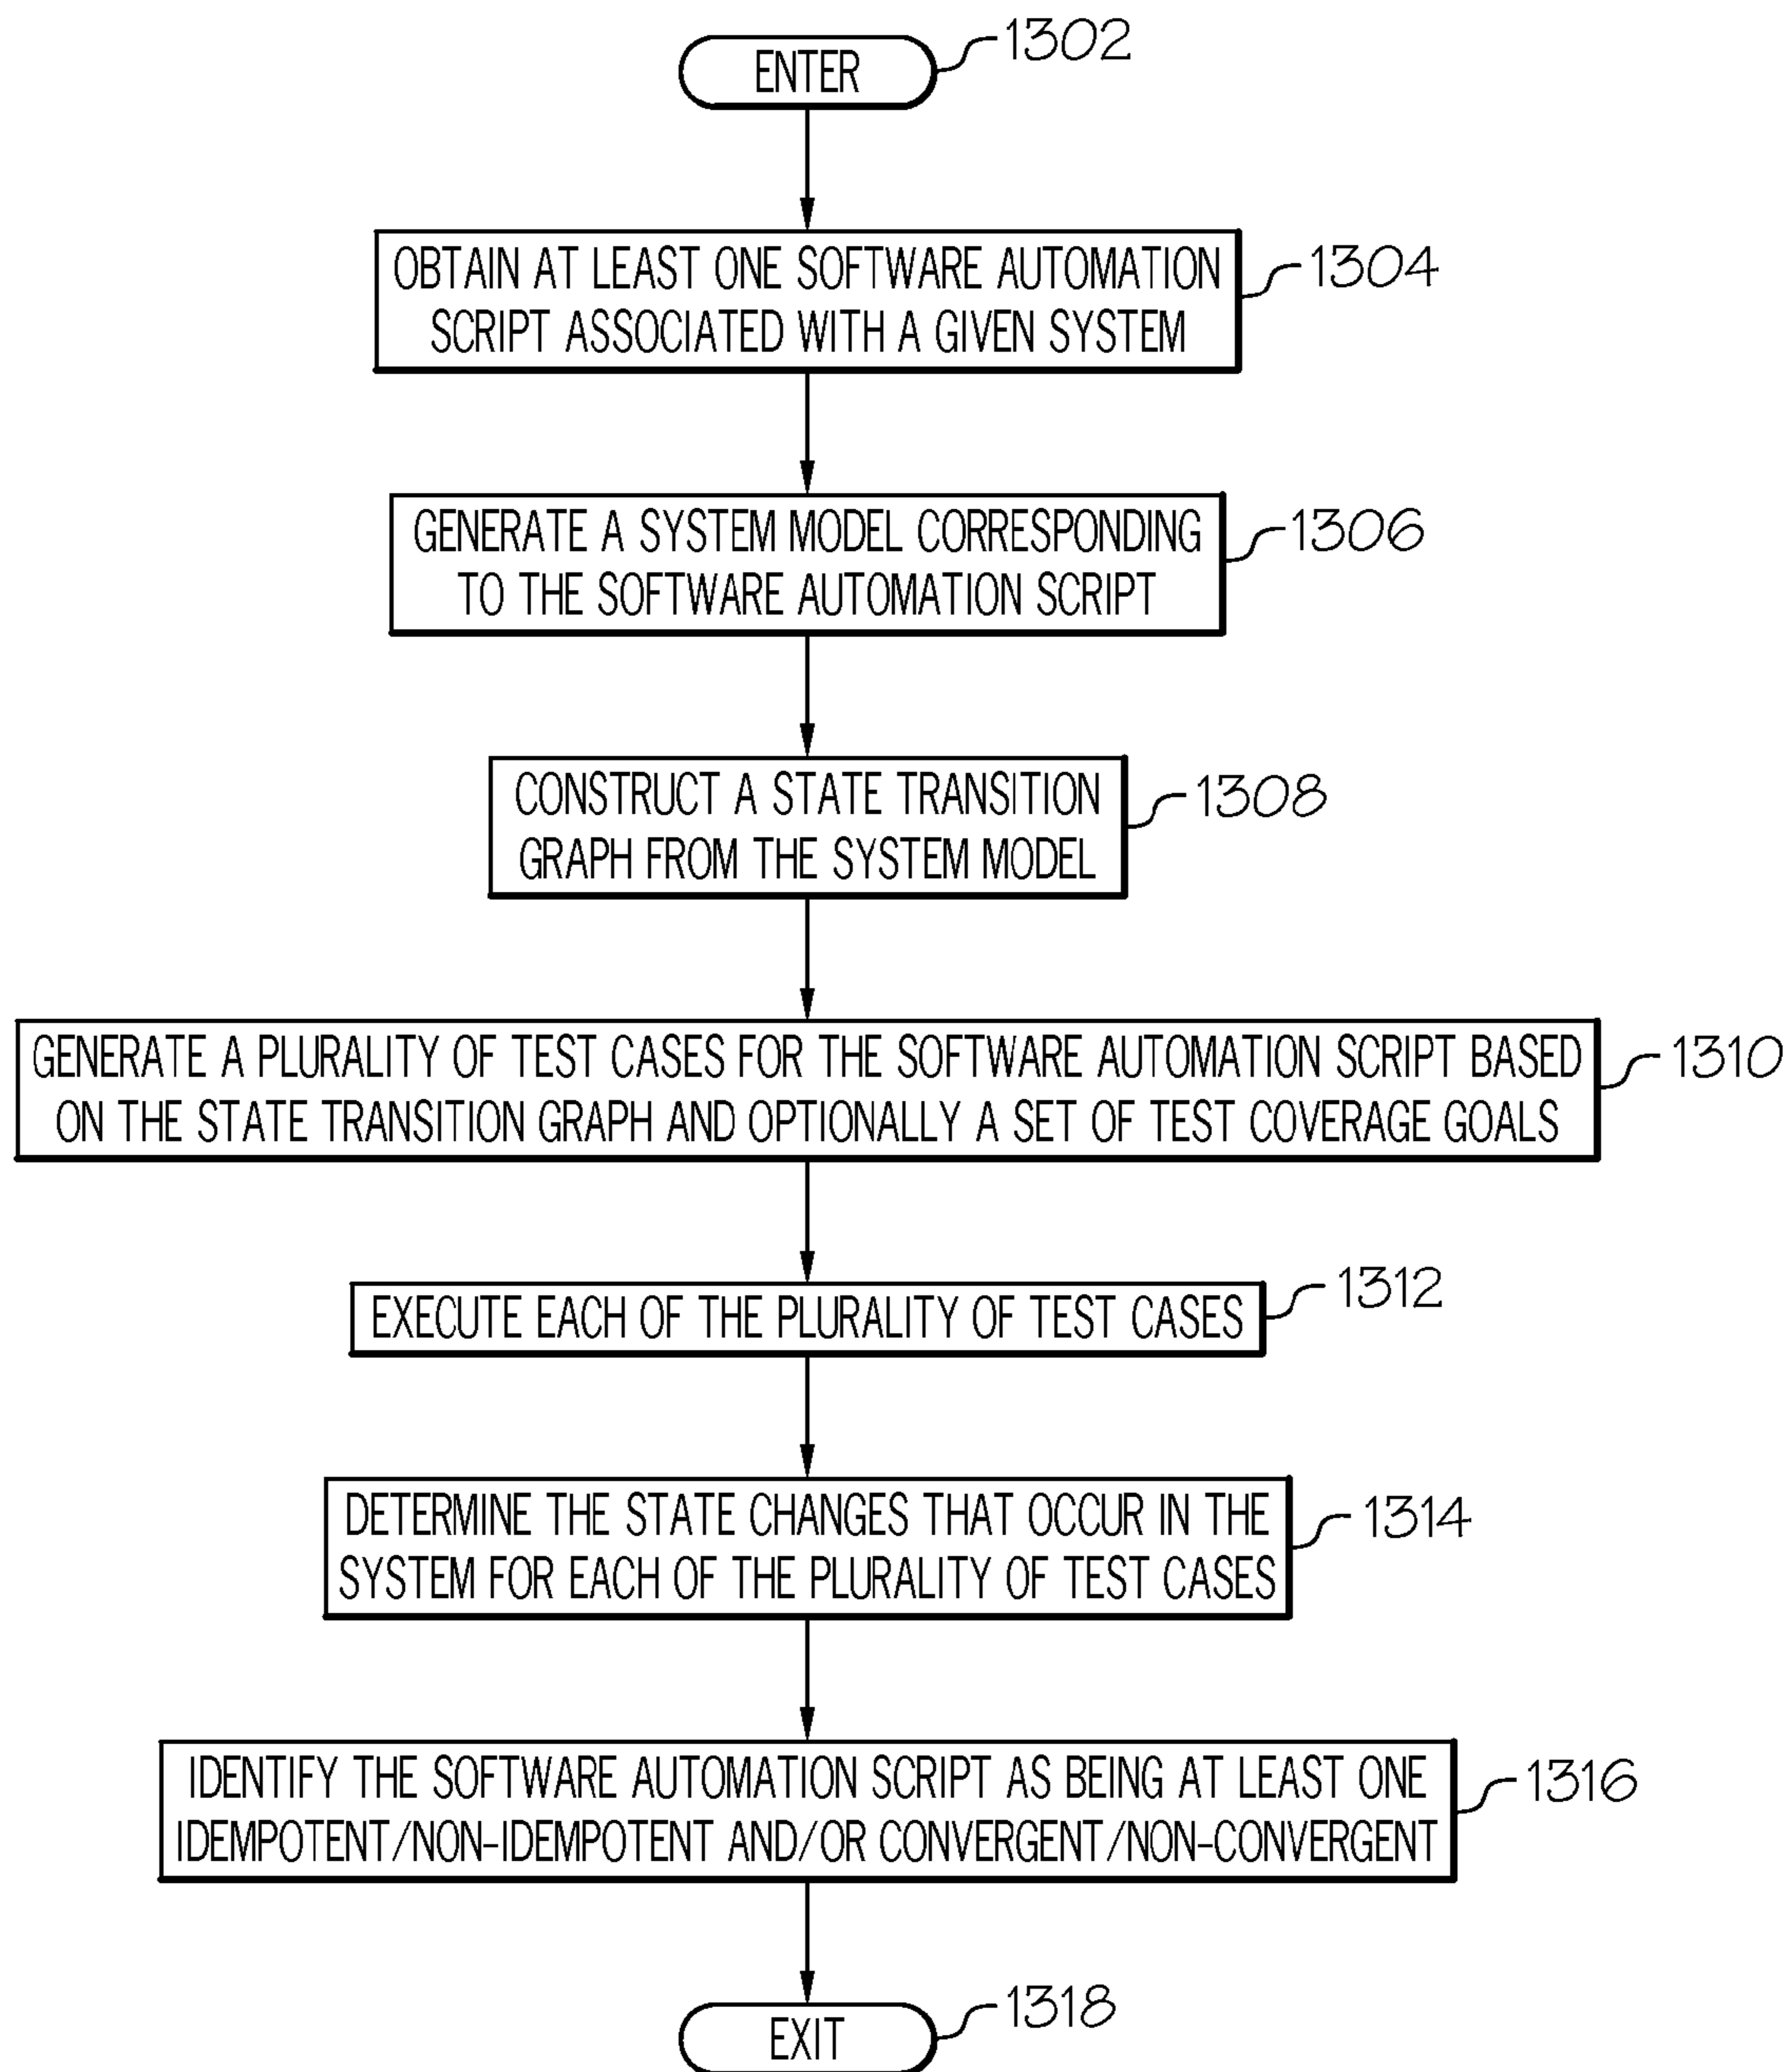 ENTER
1302
OBTAIN AT LEAST ONE SOFTWARE AUTOMATION
SCRIPT ASSOCIATED WITH A GIVEN SYSTEM
1304
GENERATE A SYSTEM MODEL CORRESPONDING
TO THE SOFTWARE AUTOMATION SCRIPT
1306
CONSTRUCT A STATE TRANSITION
GRAPH FROM THE SYSTEM MODEL
1308
GENERATE A PLURALITY OF TEST CASES FOR THE SOFTWARE AUTOMATION SCRIPT BASED
ON THE STATE TRANSITION GRAPH AND OPTIONALLY A SET OF TEST COVERAGE GOALS
1310
EXECUTE EACH OF THE PLURALITY OF TEST CASES
1312
DETERMINE THE STATE CHANGES THAT OCCUR IN THE
SYSTEM FOR EACH OF THE PLURALITY OF TEST CASES
1314
IDENTIFY THE SOFTWARE AUTOMATION SCRIPT AS BEING AT LEAST ONE
IDEMPOTENT/NON-IDEMPOTENT AND/OR CONVERGENT/NON-CONVERGENT
1316
EXIT
1318